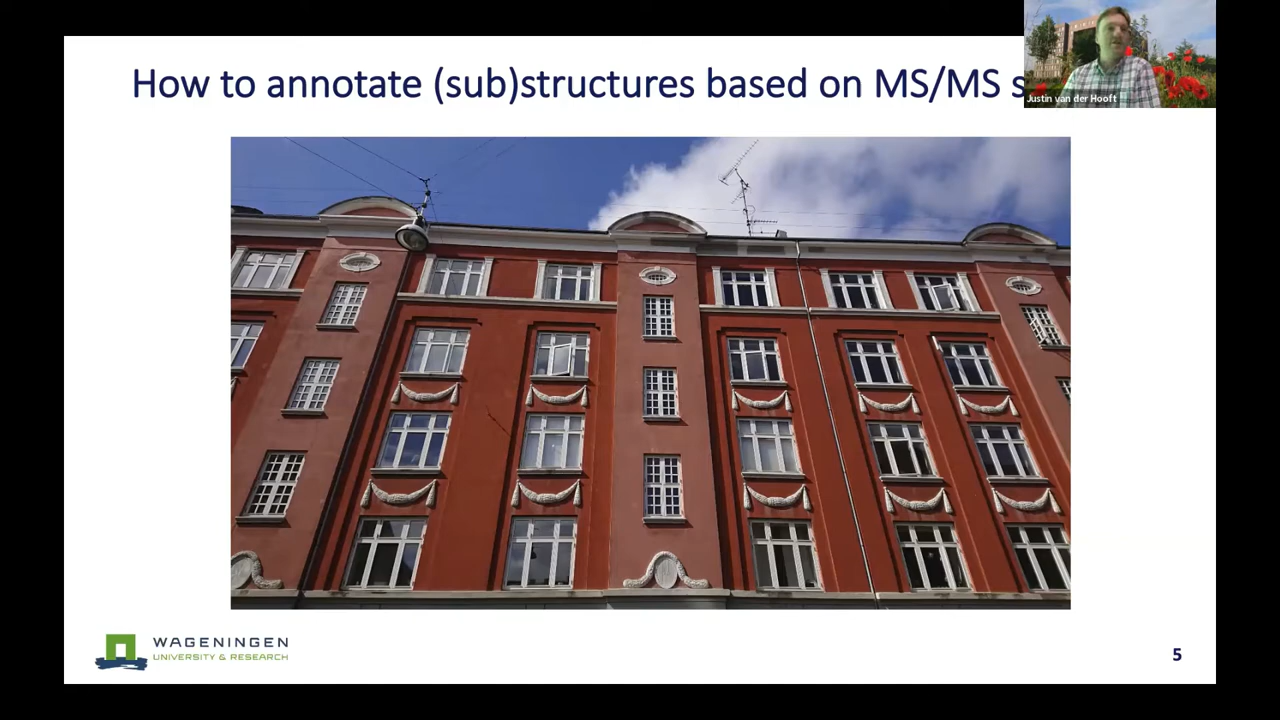 How to annotate (sub)structures based on MS/MS
Justin van der Hooft
WAGENINGEN
UNIVERSITY & RESEARCH
5